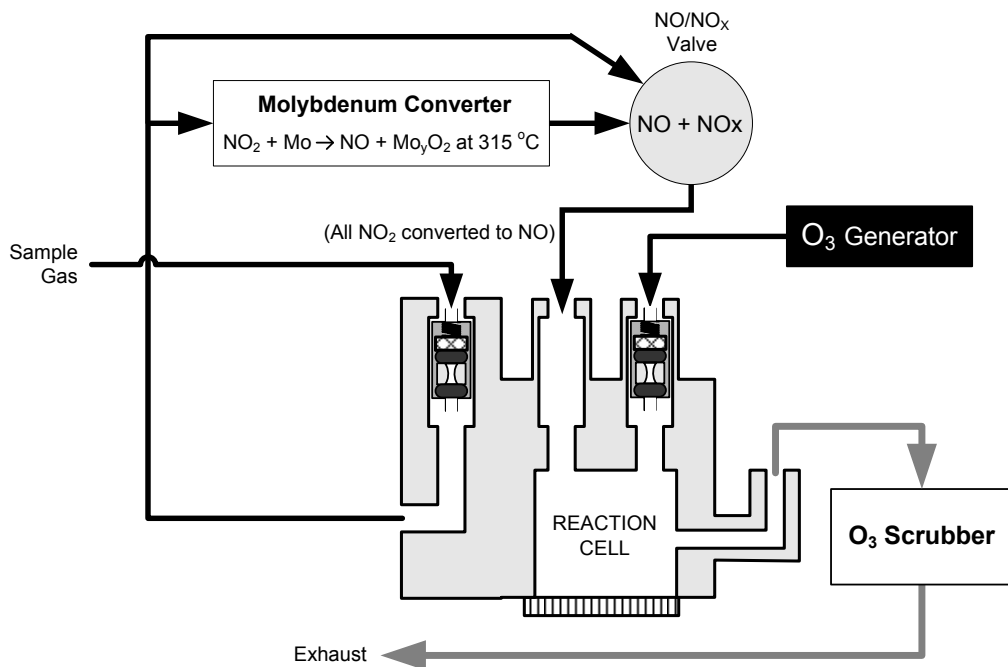 NO/NOₓ
Valve
Molybdenum Converter
NO₂ + Mo → NO + MoᵧO₂ at 315 °C
NO + NOx
(All NO₂ converted to NO)
O₃ Generator
Sample
Gas
REACTION
CELL
O₃ Scrubber
Exhaust